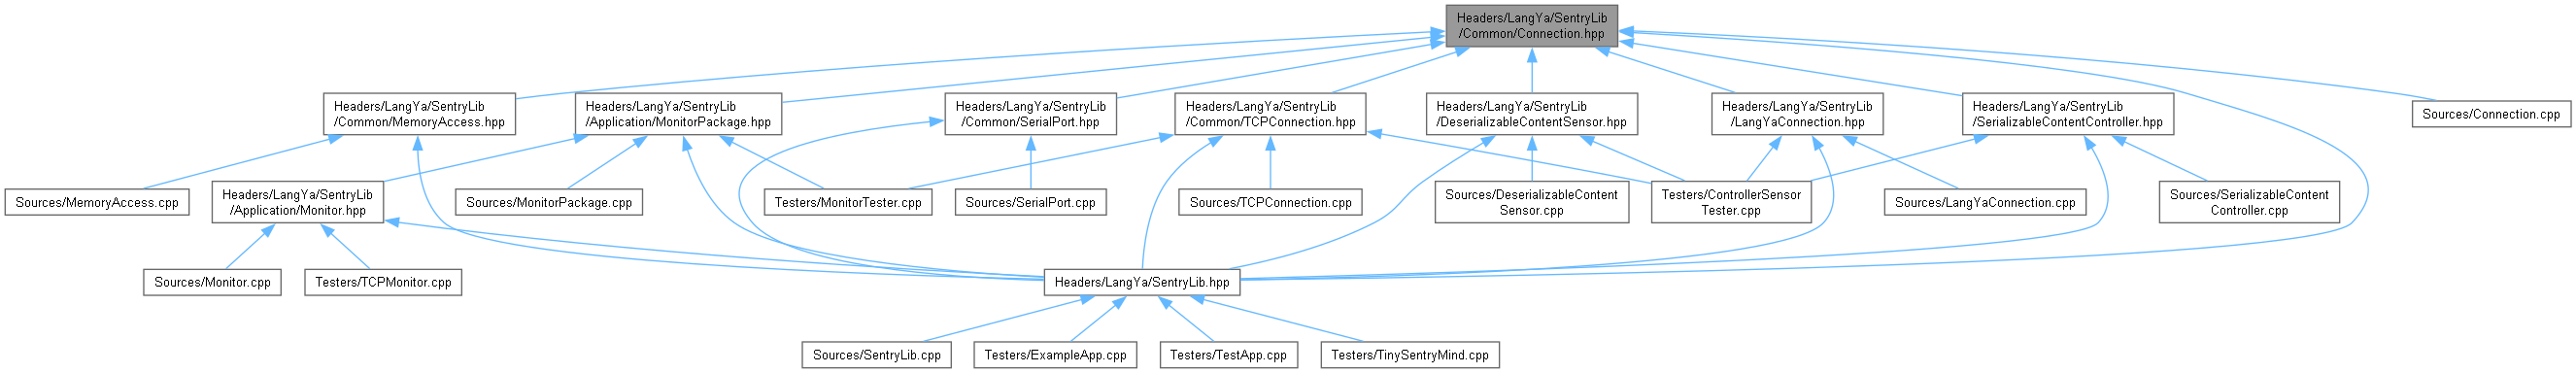 Headers/LangYa/SentryLib
/Common/Connection.hpp
Headers/LangYa/SentryLib
/Common/MemoryAccess.hpp
Headers/LangYa/SentryLib
/Application/MonitorPackage.hpp
Headers/LangYa/SentryLib
/Common/SerialPort.hpp
Headers/LangYa/SentryLib
/Common/TCPConnection.hpp
Headers/LangYa/SentryLib
/DeserializableContentSensor.hpp
Headers/LangYa/SentryLib
/LangYaConnection.hpp
Headers/LangYa/SentryLib
/SerializableContentController.hpp
Sources/Connection.cpp
Sources/MemoryAccess.cpp
Headers/LangYa/SentryLib
/Application/Monitor.hpp
Sources/MonitorPackage.cpp
Testers/MonitorTester.cpp
Sources/SerialPort.cpp
Sources/TCPConnection.cpp
Sources/DeserializableContent
Sensor.cpp
Testers/ControllerSensor
Tester.cpp
Sources/LangYaConnection.cpp
Sources/SerializableContent
Controller.cpp
Sources/Monitor.cpp
Testers/TCPMonitor.cpp
Headers/LangYa/SentryLib.hpp
Sources/SentryLib.cpp
Testers/ExampleApp.cpp
Testers/TestApp.cpp
Testers/TinySentryMind.cpp